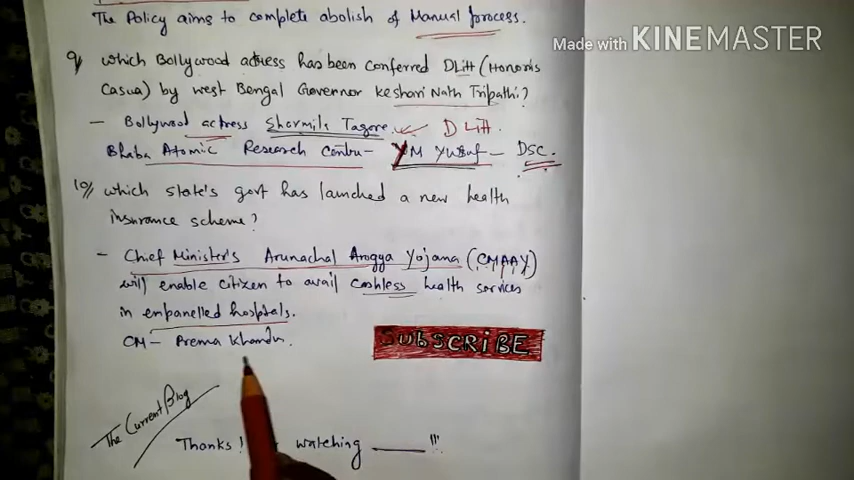 The Policy aims to complete abolish of Manual process.
Made with KINEMASTER
9) which Bollywood actress has been conferred DLitt (Honoris
Casua) by west Bengal Governor Keshari Nath Tripathi?
- Bollywood actress Sharmila Tagore. D Litt.
Bhaba Atomic Research Centre - YM Yusuf - DSC.
10) which state's govt has launched a new health
insurance scheme?
- Chief Minister's Arunachal Arogya Yojana (CMAAY)
will enable citizen to avail cashless health services
in empanelled hospitals.
CM - Prema Khandu.
SUBSCRIBE
The Current Blog
Thanks! watching !!!